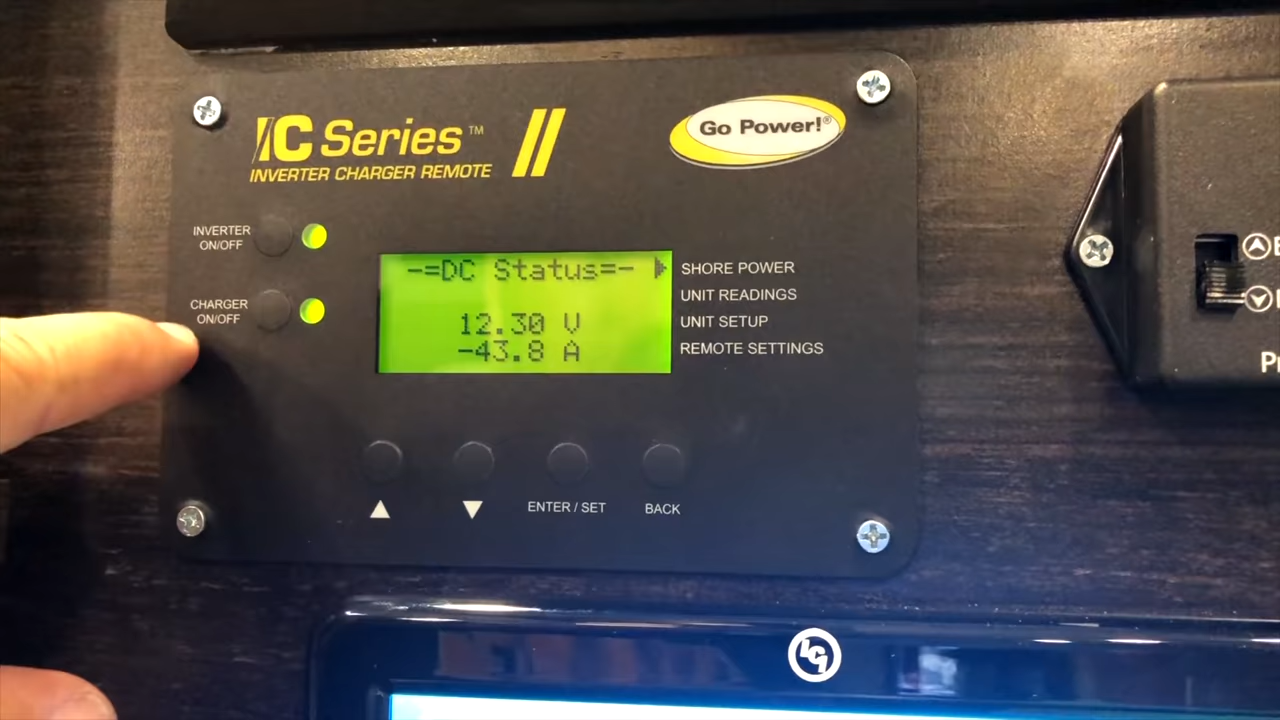 IC Series™
INVERTER CHARGER REMOTE
Go Power!®
INVERTER
ON/OFF
CHARGER
ON/OFF
-=DC Status=-
12.30 V
-43.8 A
SHORE POWER
UNIT READINGS
UNIT SETUP
REMOTE SETTINGS
ENTER / SET
BACK
LCI